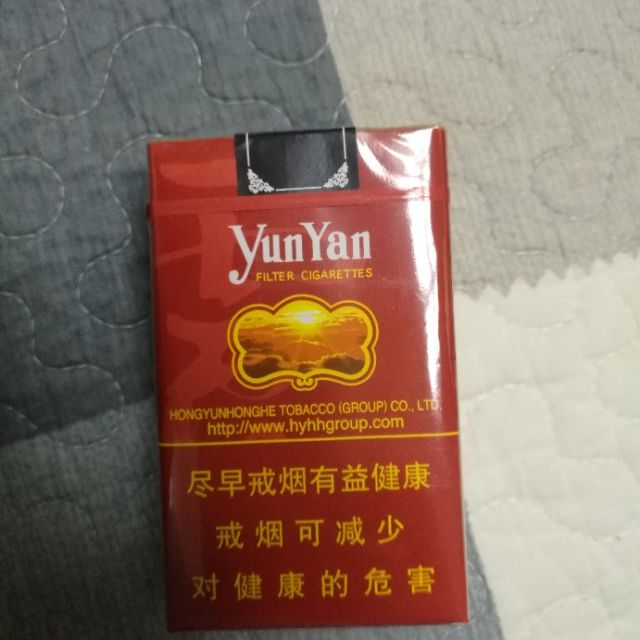 YunYan
FILTER CIGARETTES
HONGYUNHONGHE TOBACCO (GROUP) CO., LTD.
http://www.hyhhgroup.com
尽早戒烟有益健康
戒烟可减少
对健康的危害